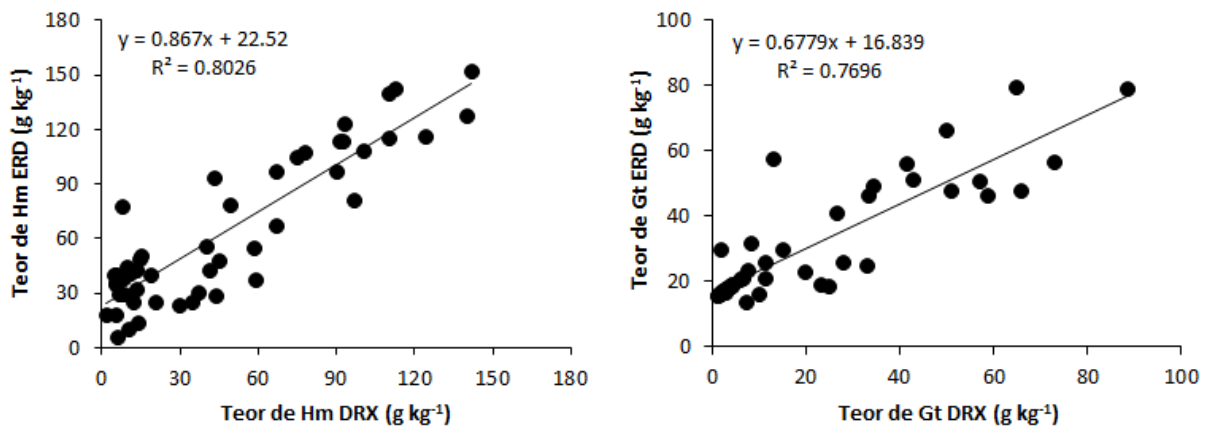 y = 0.867x + 22.52
R² = 0.8026
Teor de Hm ERD (g kg⁻¹)
180
150
120
90
60
30
0
0 30 60 90 120 150 180
Teor de Hm DRX (g kg⁻¹)
y = 0.6779x + 16.839
R² = 0.7696
Teor de Gt ERD (g kg⁻¹)
100
80
60
40
20
0
0 20 40 60 80 100
Teor de Gt DRX (g kg⁻¹)